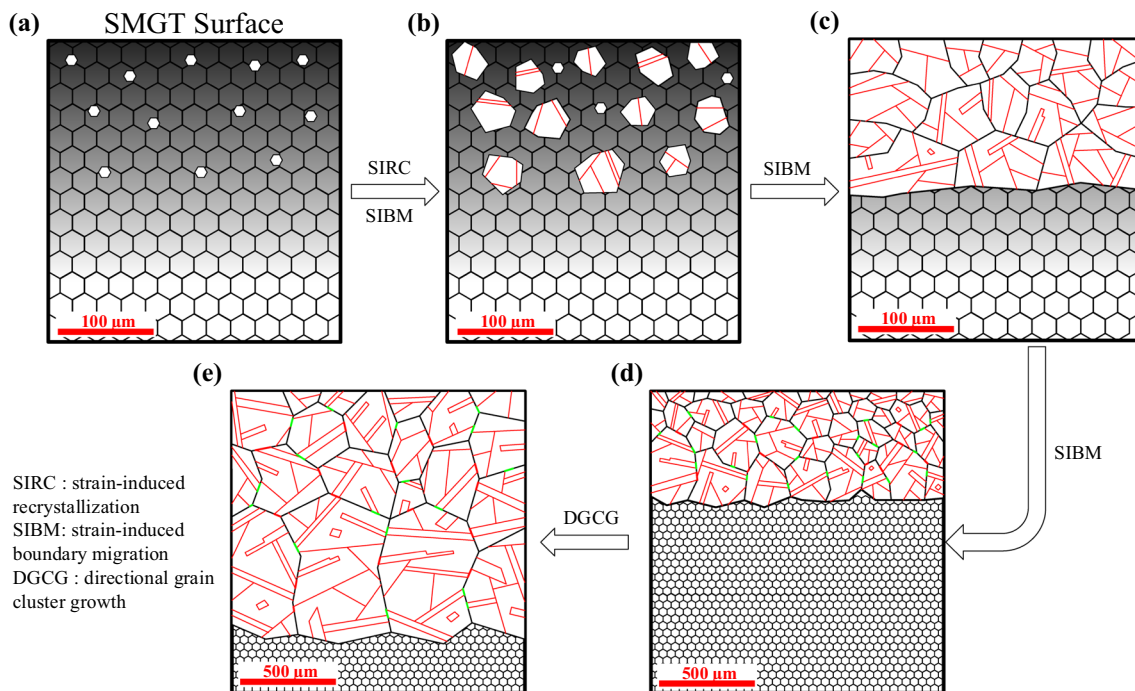 (a)
SMGT Surface
100 µm
SIRC
SIBM
(b)
100 µm
SIBM
(c)
100 µm
SIBM
(d)
500 µm
DGCG
(e)
500 µm
SIRC : strain-induced
recrystallization
SIBM: strain-induced
boundary migration
DGCG : directional grain
cluster growth